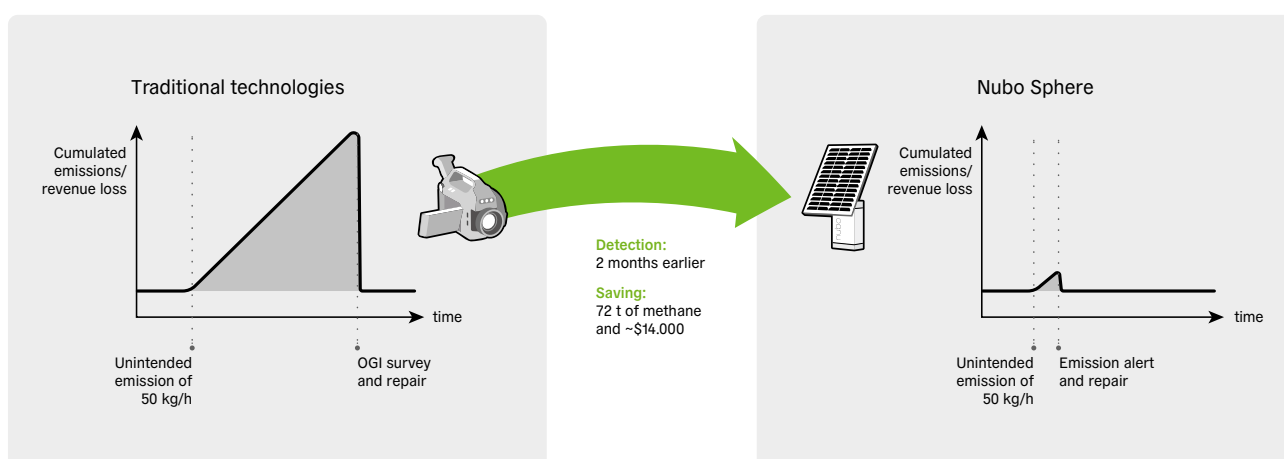 Traditional technologies
Cumulated
emissions/
revenue loss
time
Unintended
emission of
50 kg/h
OGI survey
and repair
Detection:
2 months earlier
Saving:
72 t of methane
and ~$14.000
Nubo Sphere
Cumulated
emissions/
revenue loss
nubo
time
Unintended
emission of
50 kg/h
Emission alert
and repair